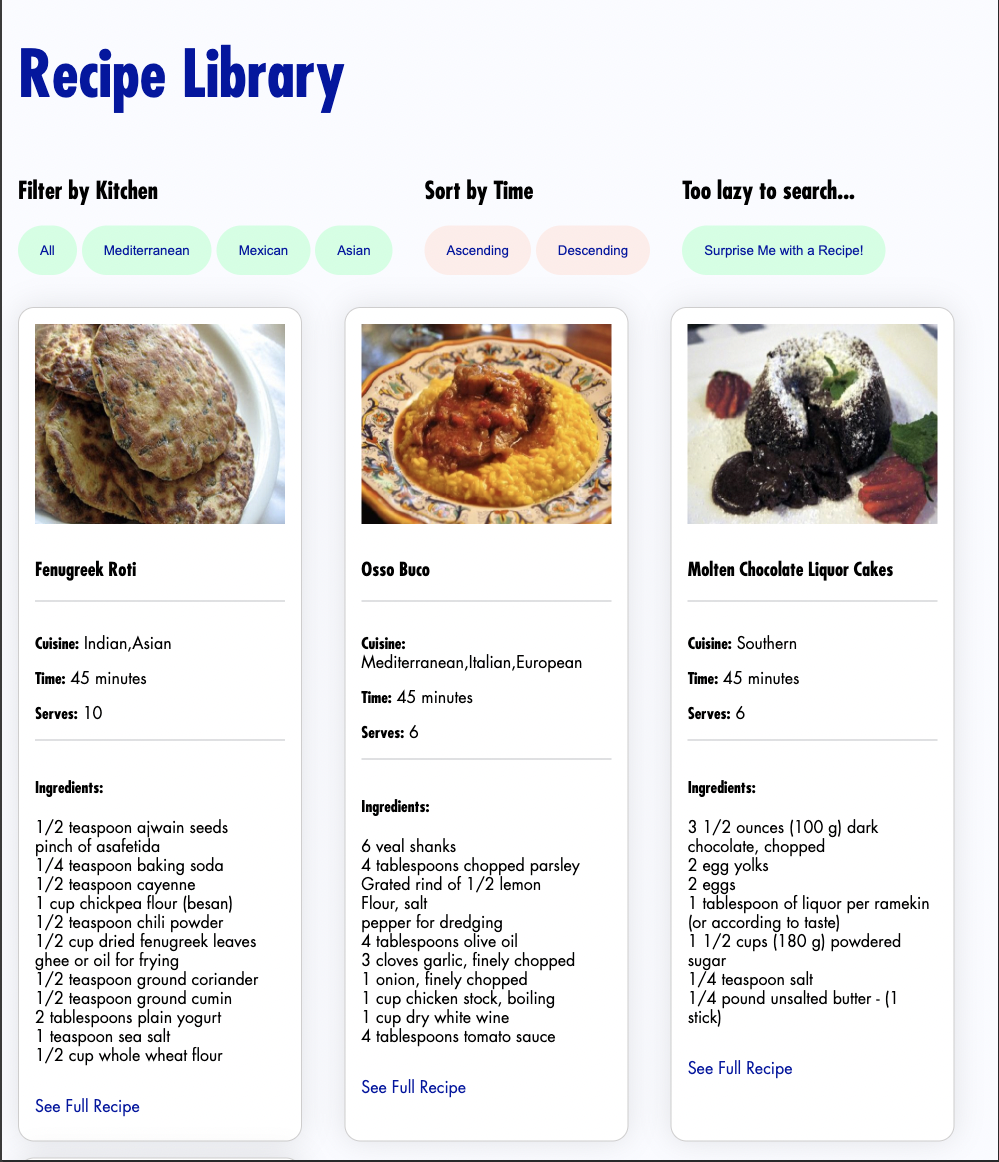 Recipe Library
Filter by Kitchen
All
Mediterranean
Mexican
Asian
Sort by Time
Ascending
Descending
Too lazy to search...
Surprise Me with a Recipe!
Fenugreek Roti
Cuisine: Indian,Asian
Time: 45 minutes
Serves: 10
Ingredients:
1/2 teaspoon ajwain seeds
pinch of asafetida
1/4 teaspoon baking soda
1/2 teaspoon cayenne
1 cup chickpea flour (besan)
1/2 teaspoon chili powder
1/2 cup dried fenugreek leaves
ghee or oil for frying
1/2 teaspoon ground coriander
1/2 teaspoon ground cumin
2 tablespoons plain yogurt
1 teaspoon sea salt
1/2 cup whole wheat flour
See Full Recipe
Osso Buco
Cuisine:
Mediterranean,Italian,European
Time: 45 minutes
Serves: 6
Ingredients:
6 veal shanks
4 tablespoons chopped parsley
Grated rind of 1/2 lemon
Flour, salt
pepper for dredging
4 tablespoons olive oil
3 cloves garlic, finely chopped
1 onion, finely chopped
1 cup chicken stock, boiling
1 cup dry white wine
4 tablespoons tomato sauce
See Full Recipe
Molten Chocolate Liquor Cakes
Cuisine: Southern
Time: 45 minutes
Serves: 6
Ingredients:
3 1/2 ounces (100 g) dark
chocolate, chopped
2 egg yolks
2 eggs
1 tablespoon of liquor per ramekin
(or according to taste)
1 1/2 cups (180 g) powdered
sugar
1/4 teaspoon salt
1/4 pound unsalted butter - (1
stick)
See Full Recipe